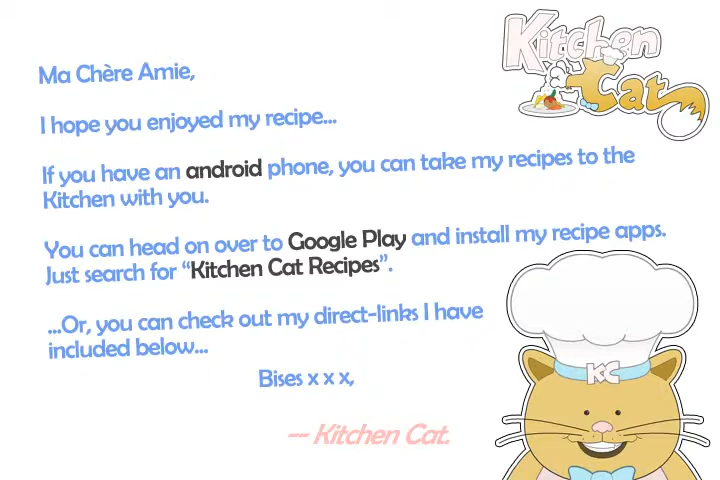 Kitchen
Cat
Ma Chère Amie,
I hope you enjoyed my recipe...
If you have an android phone, you can take my recipes to the
Kitchen with you.
You can head on over to Google Play and install my recipe apps.
Just search for “Kitchen Cat Recipes”.
...Or, you can check out my direct-links I have
included below...
Bises x x x,
-- Kitchen Cat.
KC